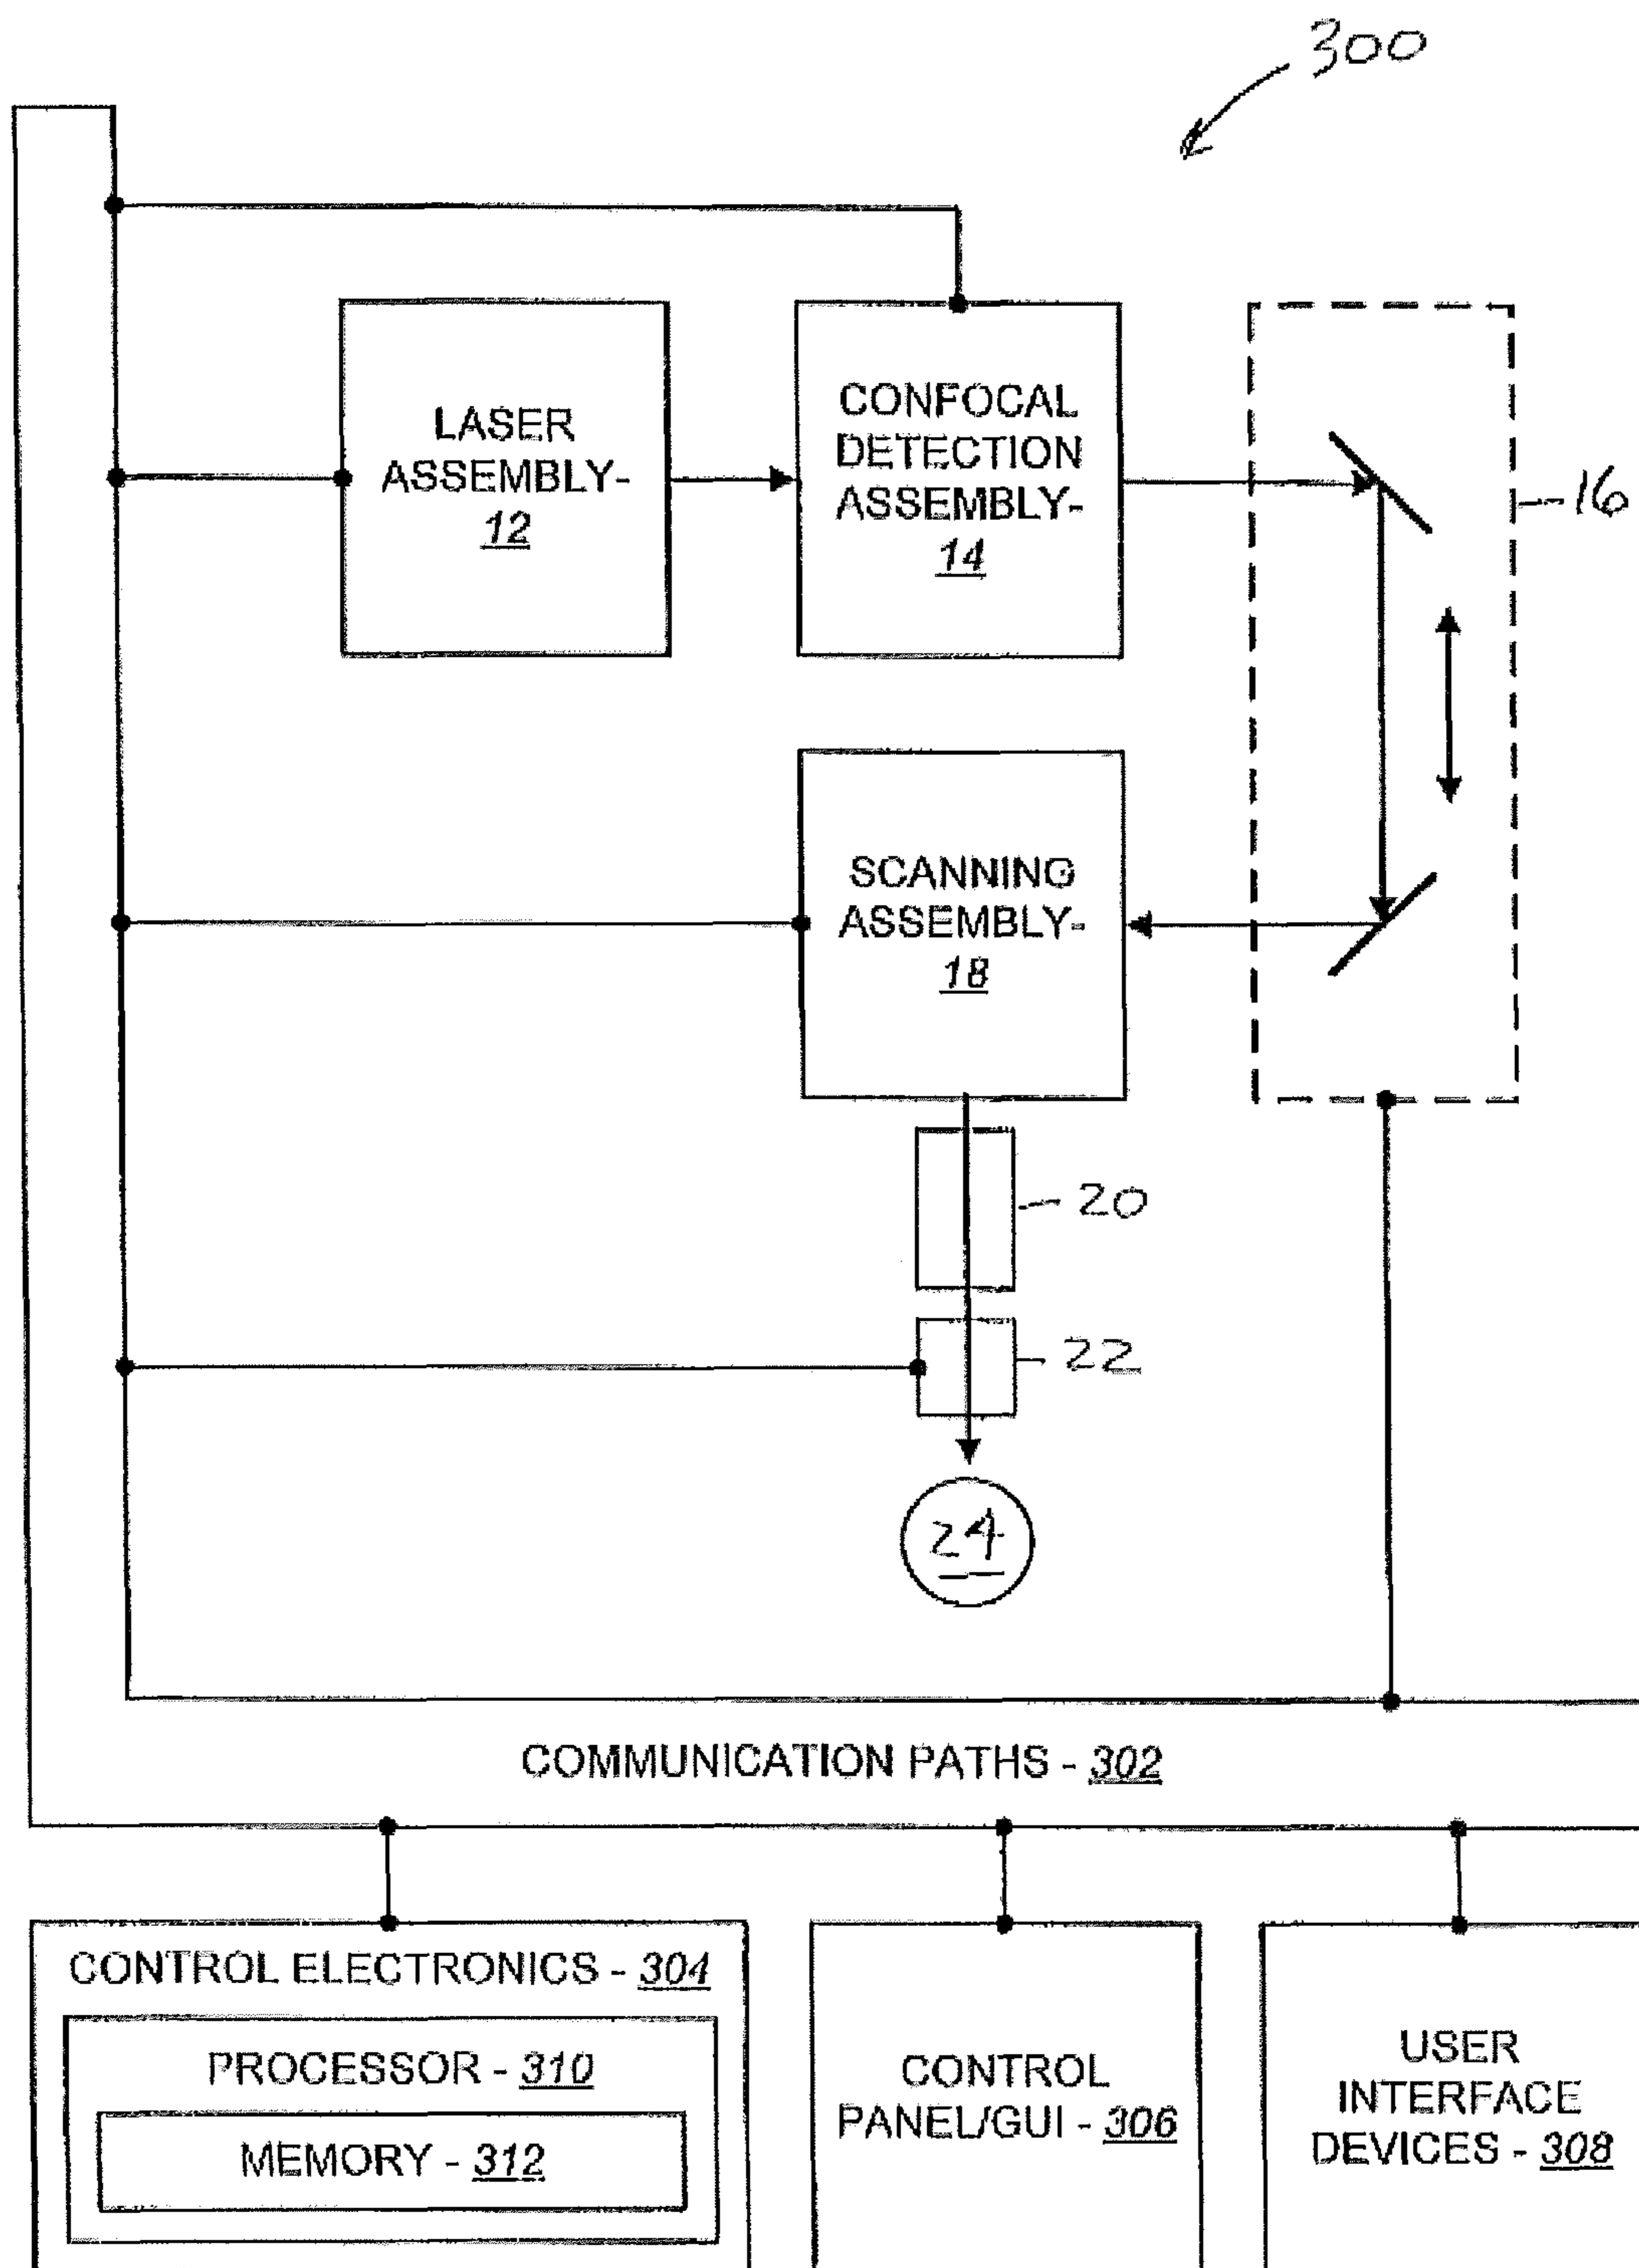 300
LASER
ASSEMBLY-
12
CONFOCAL
DETECTION
ASSEMBLY-
14
16
SCANNING
ASSEMBLY-
18
20
22
24
COMMUNICATION PATHS - 302
CONTROL ELECTRONICS - 304
PROCESSOR - 310
MEMORY - 312
CONTROL
PANEL/GUI - 306
USER
INTERFACE
DEVICES - 308